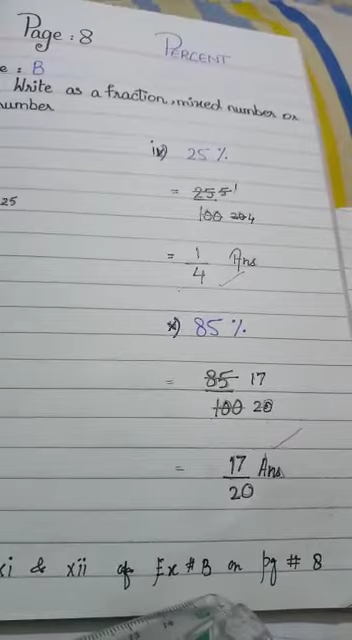 Page : 8 PERCENT
e : B
Write as a fraction, mixed number or
number
iv) 25 %
25
= 25 5 1
100 20 4
= 1
4 Ans
x) 85 %
= 85 17
100 20
= 17
20 Ans
xi & xii of Ex # B on pg # 8